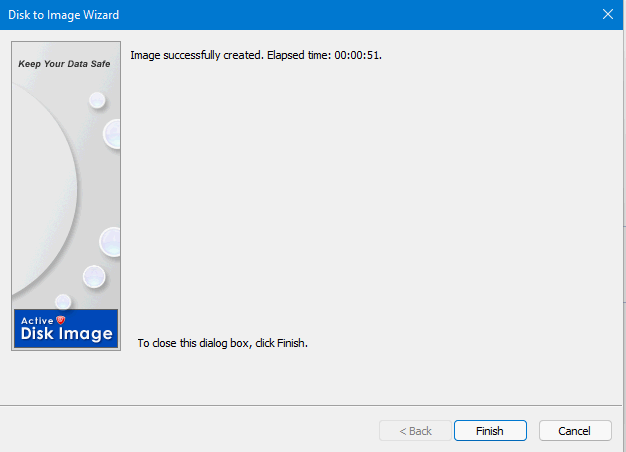 Disk to Image Wizard
Keep Your Data Safe
Image successfully created. Elapsed time: 00:00:51.
Active
Disk Image
To close this dialog box, click Finish.
< Back
Finish
Cancel